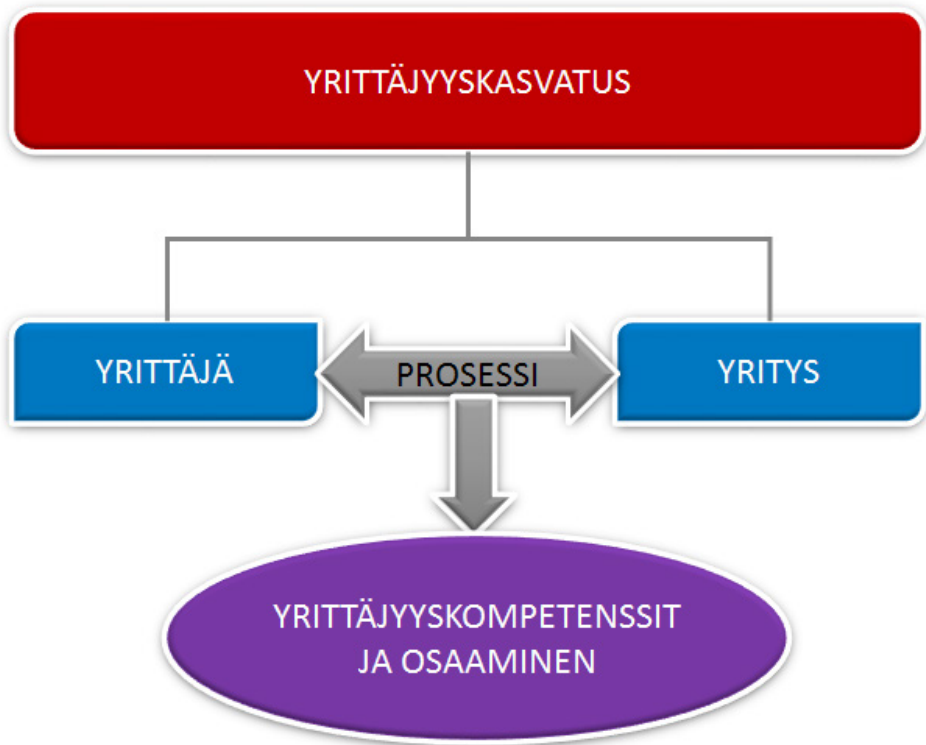 YRITTÄJYYSKASVATUS
YRITTÄJÄ
PROSESSI
YRITYS
YRITTÄJYYSKOMPETENSSIT
JA OSAAMINEN